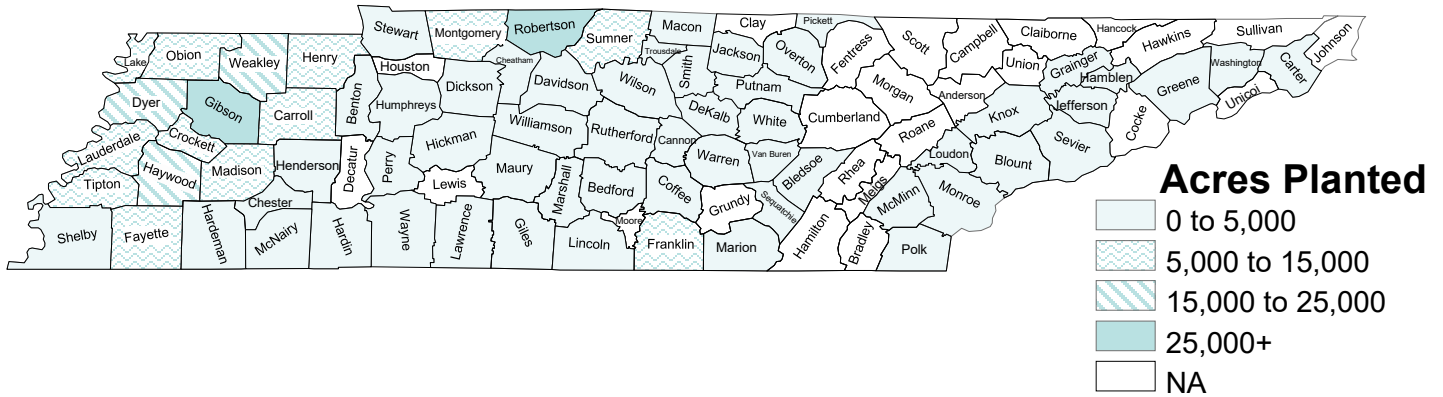 Stewart
Montgomery
Robertson
Sumner
Macon
Clay
Pickett
Trousdale
Lake
Obion
Weakley
Henry
Houston
Cheatham
Jackson
Overton
Fentress
Scott
Campbell
Claiborne
Hancock
Hawkins
Sullivan
Johnson
Union
Grainger
Hamblen
Washington
Carter
Unicoi
Greene
Dyer
Gibson
Carroll
Benton
Humphreys
Dickson
Davidson
Wilson
Smith
Putnam
Morgan
Anderson
Knox
Jefferson
Cocke
Sevier
Lauderdale
Crockett
Haywood
Madison
Henderson
Decatur
Perry
Hickman
Williamson
Rutherford
Cannon
DeKalb
White
Cumberland
Roane
Loudon
Blount
Tipton
Chester
Lewis
Maury
Marshall
Bedford
Coffee
Warren
Van Buren
Bledsoe
Rhea
Meigs
McMinn
Monroe
Shelby
Fayette
Hardeman
McNairy
Hardin
Wayne
Lawrence
Giles
Lincoln
Moore
Franklin
Grundy
Sequatchie
Marion
Hamilton
Bradley
Polk
Acres Planted
0 to 5,000
5,000 to 15,000
15,000 to 25,000
25,000+
NA